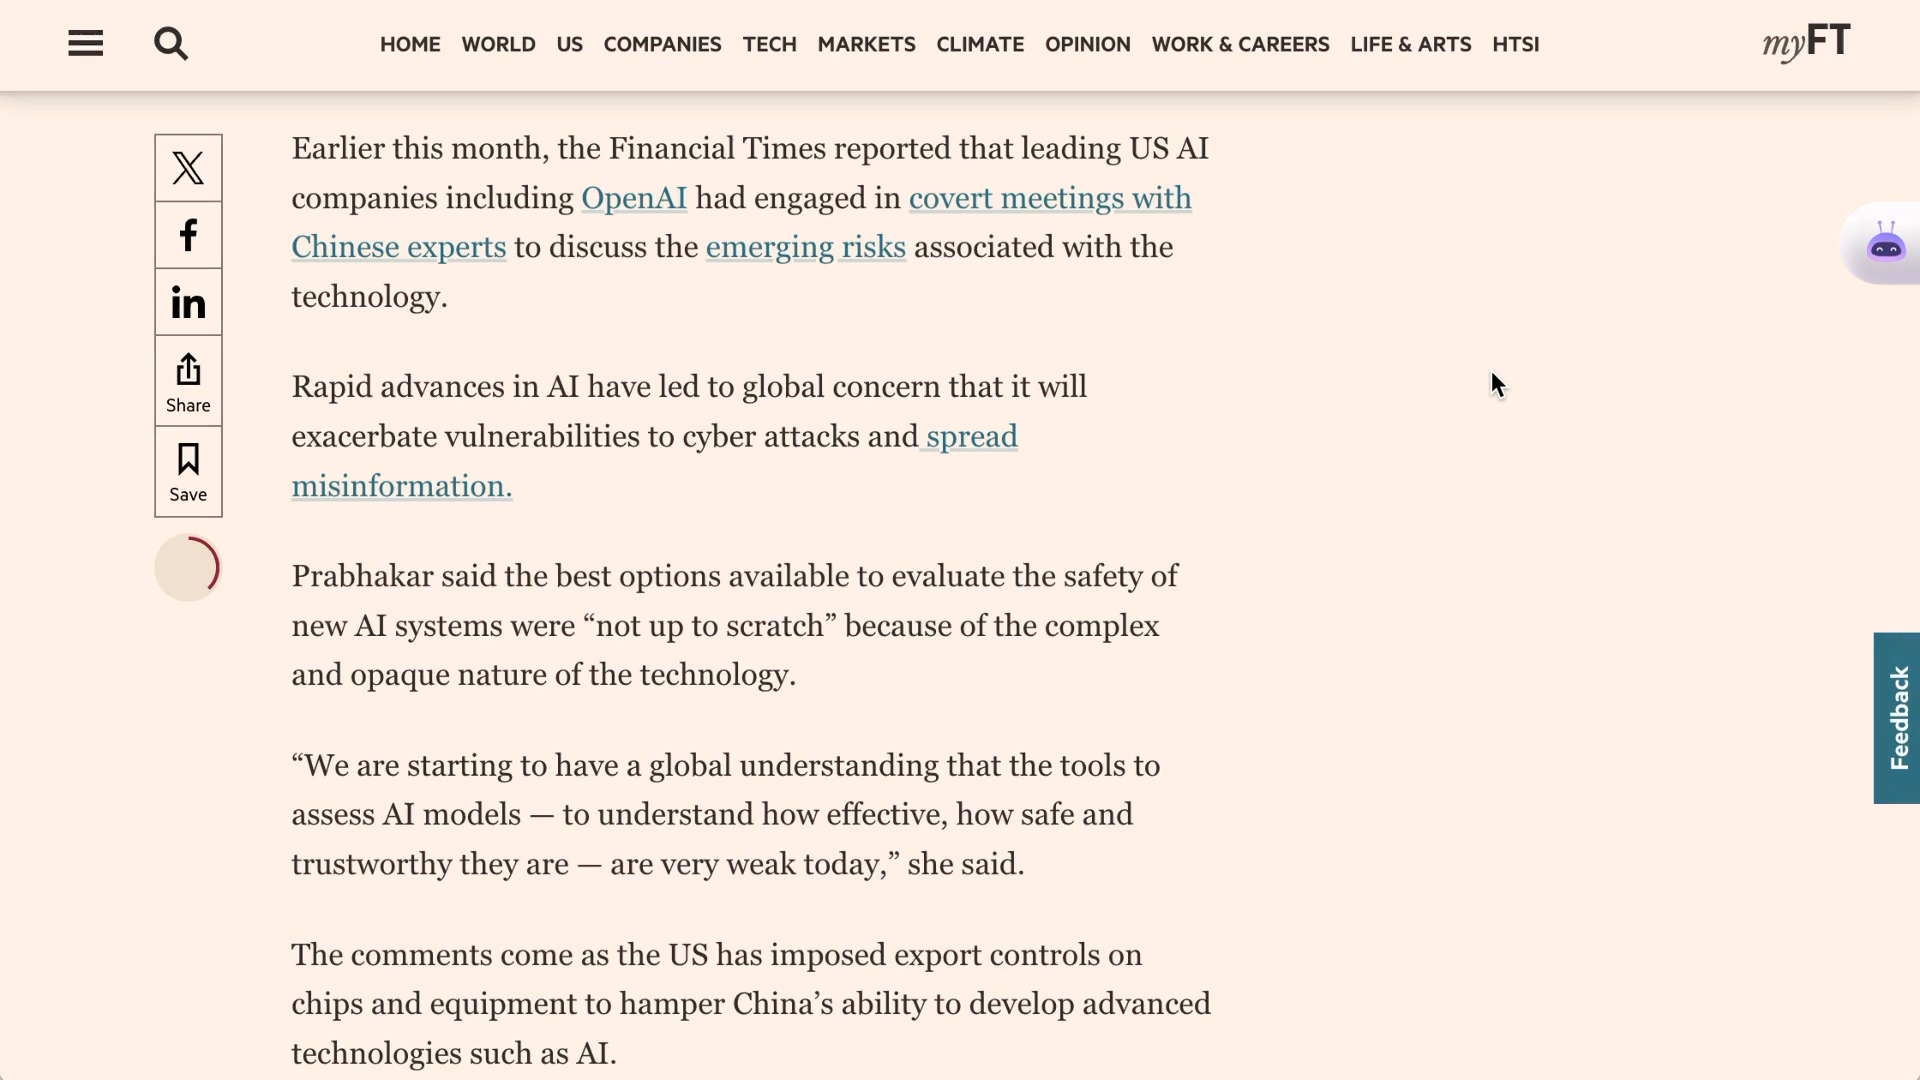 HOME WORLD US COMPANIES TECH MARKETS CLIMATE OPINION WORK & CAREERS LIFE & ARTS HTSI
myFT
Earlier this month, the Financial Times reported that leading US AI
companies including OpenAI had engaged in covert meetings with
Chinese experts to discuss the emerging risks associated with the
technology.
Share
Save
Rapid advances in AI have led to global concern that it will
exacerbate vulnerabilities to cyber attacks and spread
misinformation.
Prabhakar said the best options available to evaluate the safety of
new AI systems were “not up to scratch” because of the complex
and opaque nature of the technology.
“We are starting to have a global understanding that the tools to
assess AI models — to understand how effective, how safe and
trustworthy they are — are very weak today,” she said.
The comments come as the US has imposed export controls on
chips and equipment to hamper China’s ability to develop advanced
technologies such as AI.
Feedback